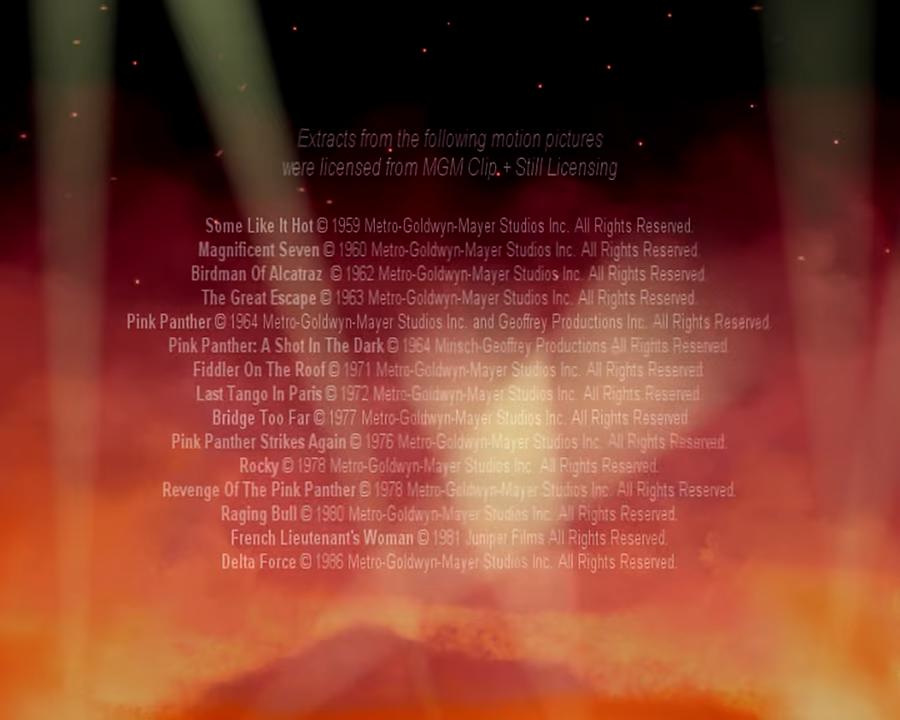 Extracts from the following motion pictures
were licensed from MGM Clip + Still Licensing
Some Like It Hot © 1959 Metro-Goldwyn-Mayer Studios Inc. All Rights Reserved.
Magnificent Seven © 1960 Metro-Goldwyn-Mayer Studios Inc. All Rights Reserved.
Birdman Of Alcatraz © 1962 Metro-Goldwyn-Mayer Studios Inc. All Rights Reserved.
The Great Escape © 1963 Metro-Goldwyn-Mayer Studios Inc. All Rights Reserved.
Pink Panther © 1964 Metro-Goldwyn-Mayer Studios Inc. and Geoffrey Productions Inc. All Rights Reserved.
Pink Panther: A Shot In The Dark © 1964 Mirisch-Geoffrey Productions All Rights Reserved.
Fiddler On The Roof © 1971 Metro-Goldwyn-Mayer Studios Inc. All Rights Reserved.
Last Tango In Paris © 1972 Metro-Goldwyn-Mayer Studios Inc. All Rights Reserved.
Bridge Too Far © 1977 Metro-Goldwyn-Mayer Studios Inc. All Rights Reserved.
Pink Panther Strikes Again © 1976 Metro-Goldwyn-Mayer Studios Inc. All Rights Reserved.
Rocky © 1978 Metro-Goldwyn-Mayer Studios Inc. All Rights Reserved.
Revenge Of The Pink Panther © 1978 Metro-Goldwyn-Mayer Studios Inc. All Rights Reserved.
Raging Bull © 1980 Metro-Goldwyn-Mayer Studios Inc. All Rights Reserved.
French Lieutenant's Woman © 1981 Juniper Films All Rights Reserved.
Delta Force © 1986 Metro-Goldwyn-Mayer Studios Inc. All Rights Reserved.